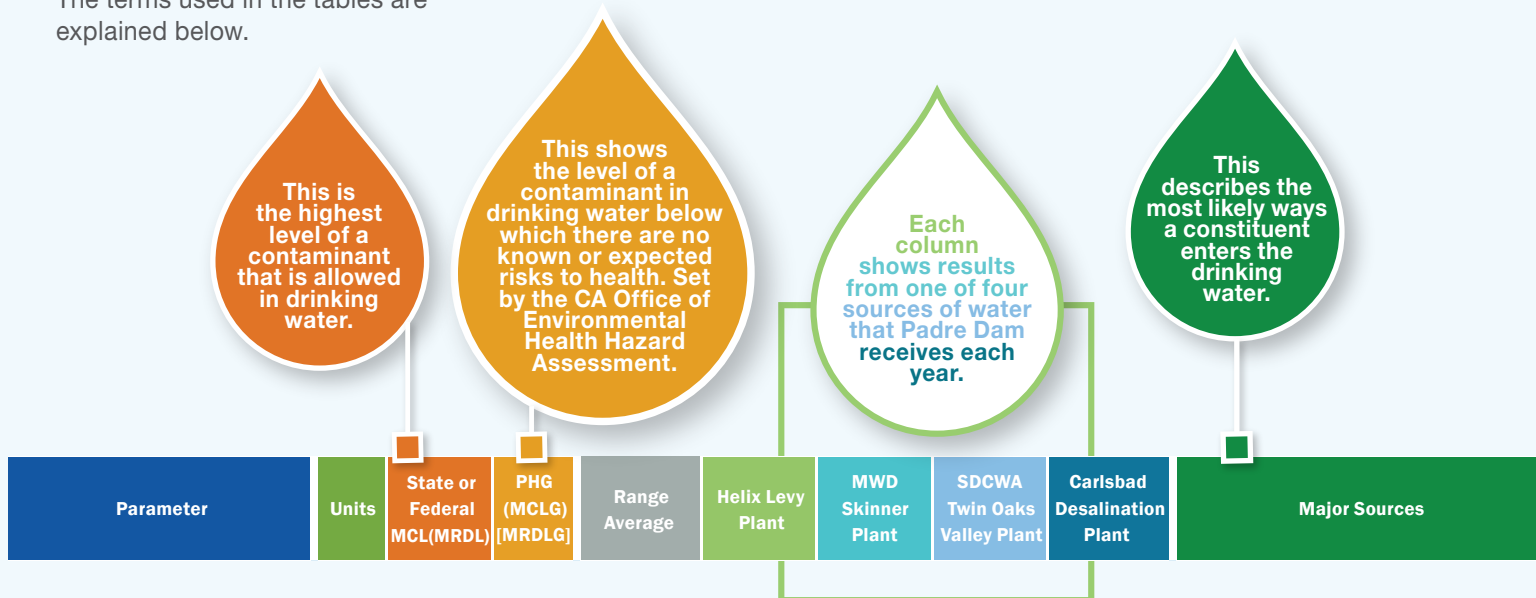 The terms used in the tables are
explained below.
This is
the highest
level of a
contaminant
that is allowed
in drinking
water.
This shows
the level of a
contaminant in
drinking water below
which there are no
known or expected
risks to health. Set
by the CA Office of
Environmental
Health Hazard
Assessment.
Each
column
shows results
from one of four
sources of water
that Padre Dam
receives each
year.
This
describes the
most likely ways
a constituent
enters the
drinking
water.
Parameter
Units
State or
Federal
MCL(MRDL)
PHG
(MCLG)
[MRDLG]
Range
Average
Helix Levy
Plant
MWD
Skinner
Plant
SDCWA
Twin Oaks
Valley Plant
Carlsbad
Desalination
Plant
Major Sources